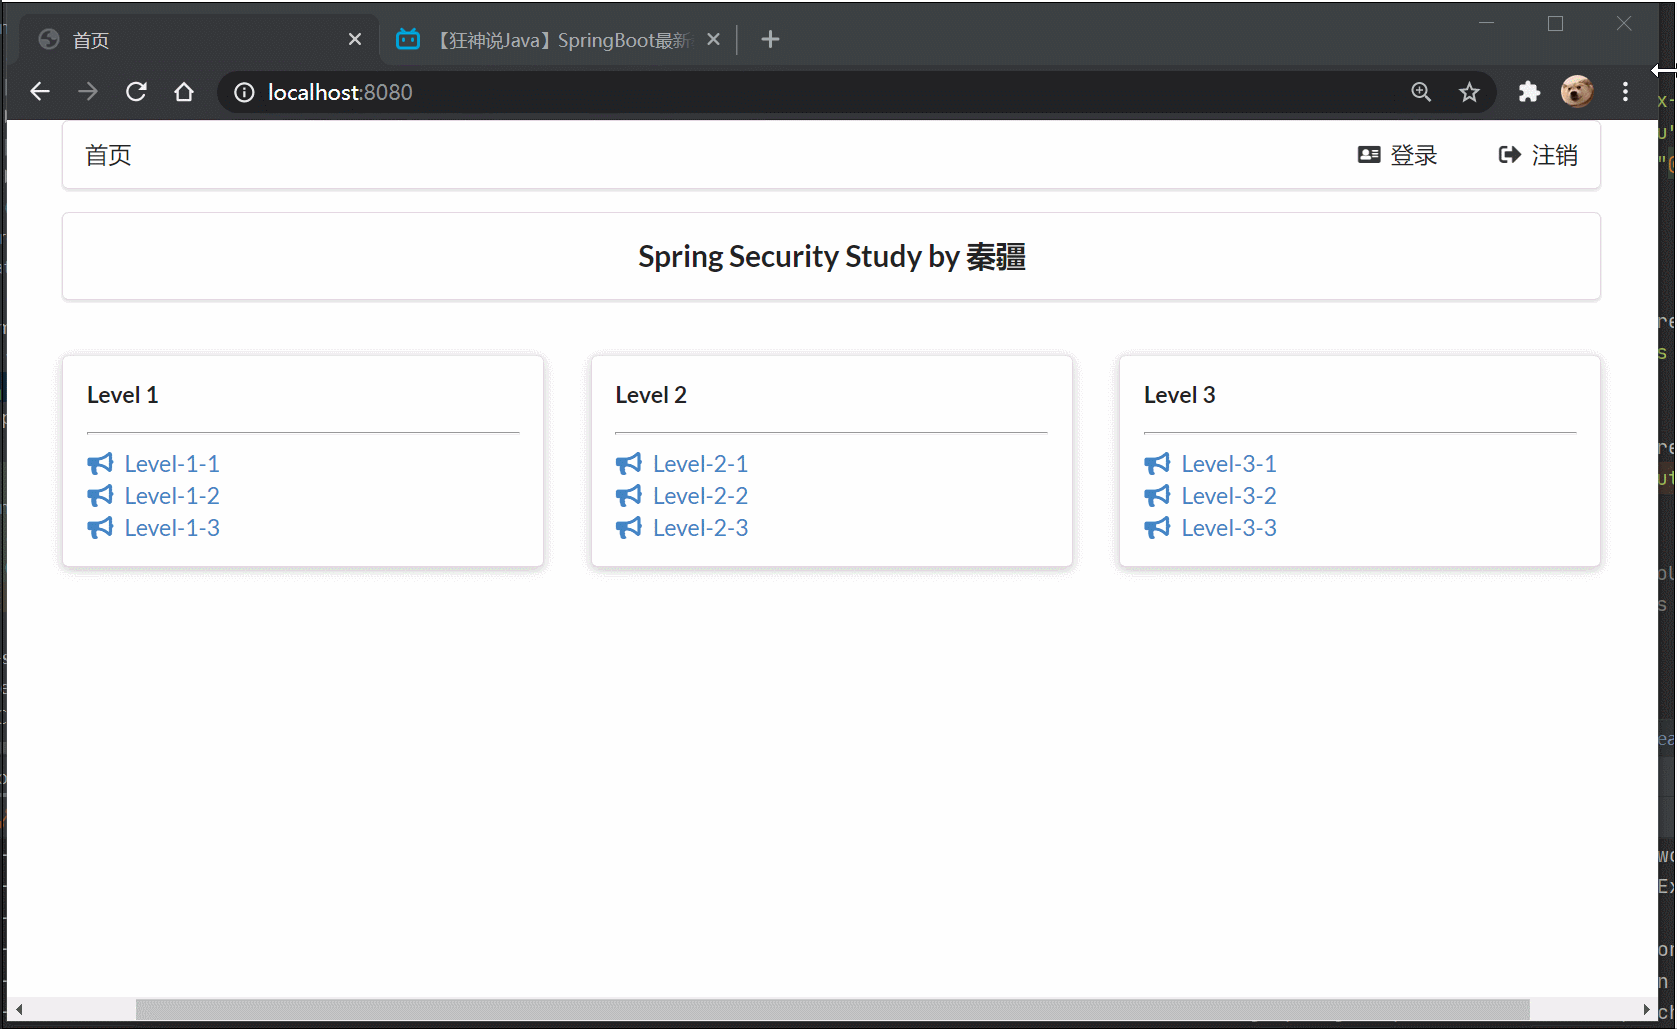 首页
【狂神说Java】SpringBoot最新
localhost:8080
首页
登录
注销
Spring Security Study by 秦疆
Level 1
Level-1-1
Level-1-2
Level-1-3
Level 2
Level-2-1
Level-2-2
Level-2-3
Level 3
Level-3-1
Level-3-2
Level-3-3